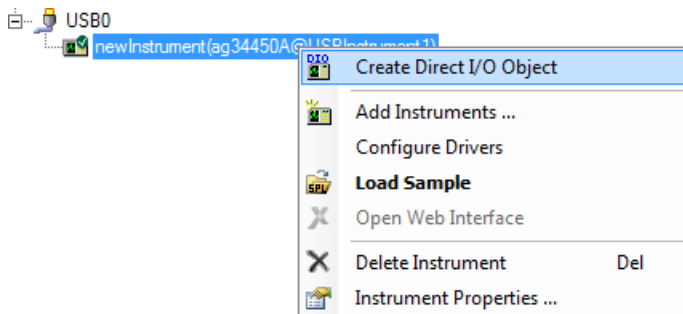 USB0
newInstrument(ag34450A@USBInstrument1)
DIO
Create Direct I/O Object
Add Instruments ...
Configure Drivers
SPL
Load Sample
Open Web Interface
Delete Instrument Del
Instrument Properties ...